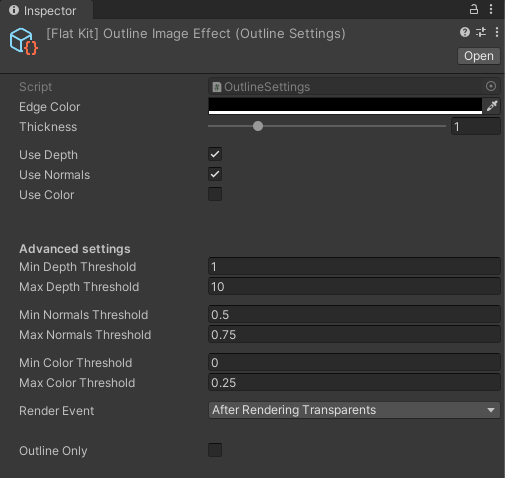 Inspector
[Flat Kit] Outline Image Effect (Outline Settings)
Open
Script OutlineSettings
Edge Color
Thickness 1
Use Depth
Use Normals
Use Color
Advanced settings
Min Depth Threshold 1
Max Depth Threshold 10
Min Normals Threshold 0.5
Max Normals Threshold 0.75
Min Color Threshold 0
Max Color Threshold 0.25
Render Event After Rendering Transparents
Outline Only